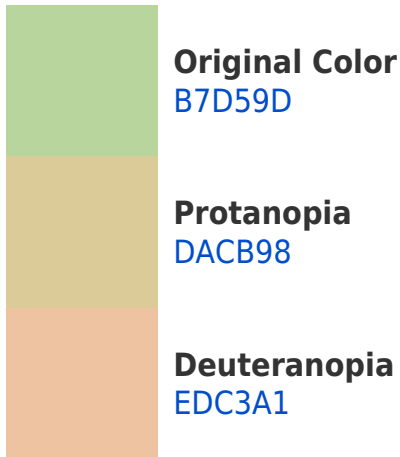 Original Color
B7D59D
Protanopia
DACB98
Deuteranopia
EDC3A1